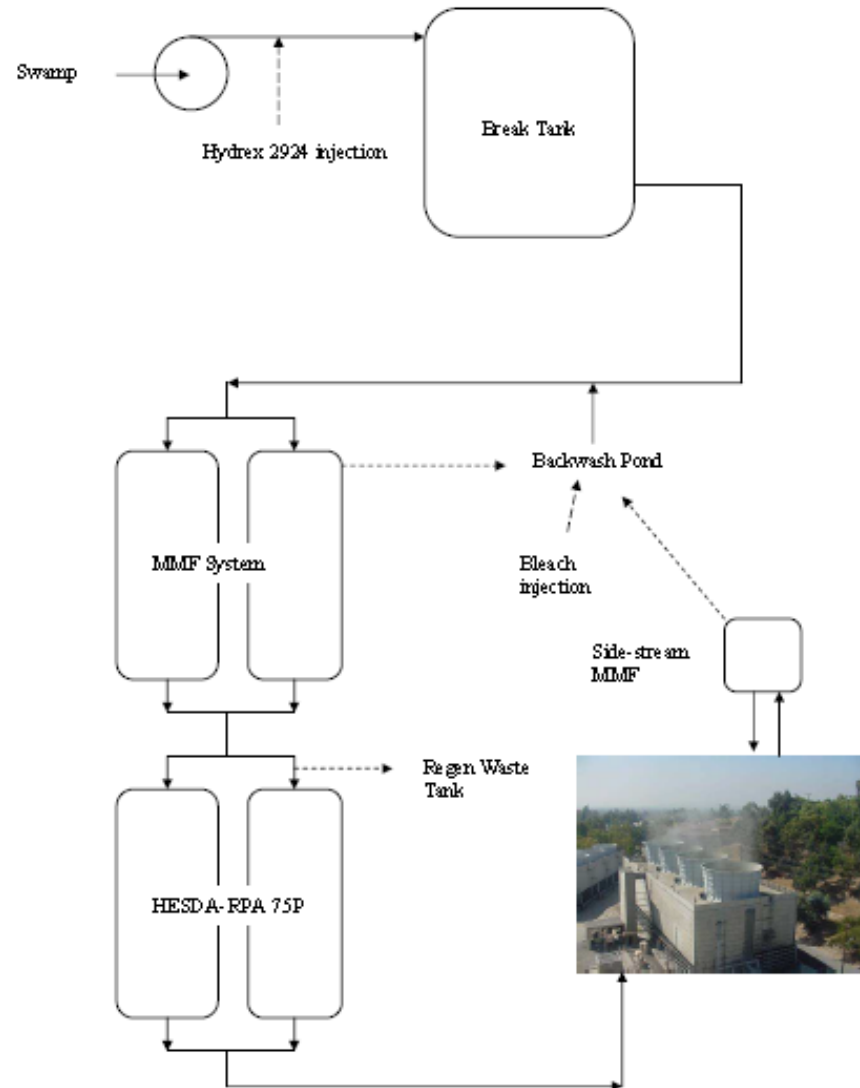 Swamp
Hydrex 2924 injection
Break Tank
Backwash Pond
MMF System
Bleach
injection
Side-stream
MMF
Regen Waste
Tank
HESDA-RPA 75P